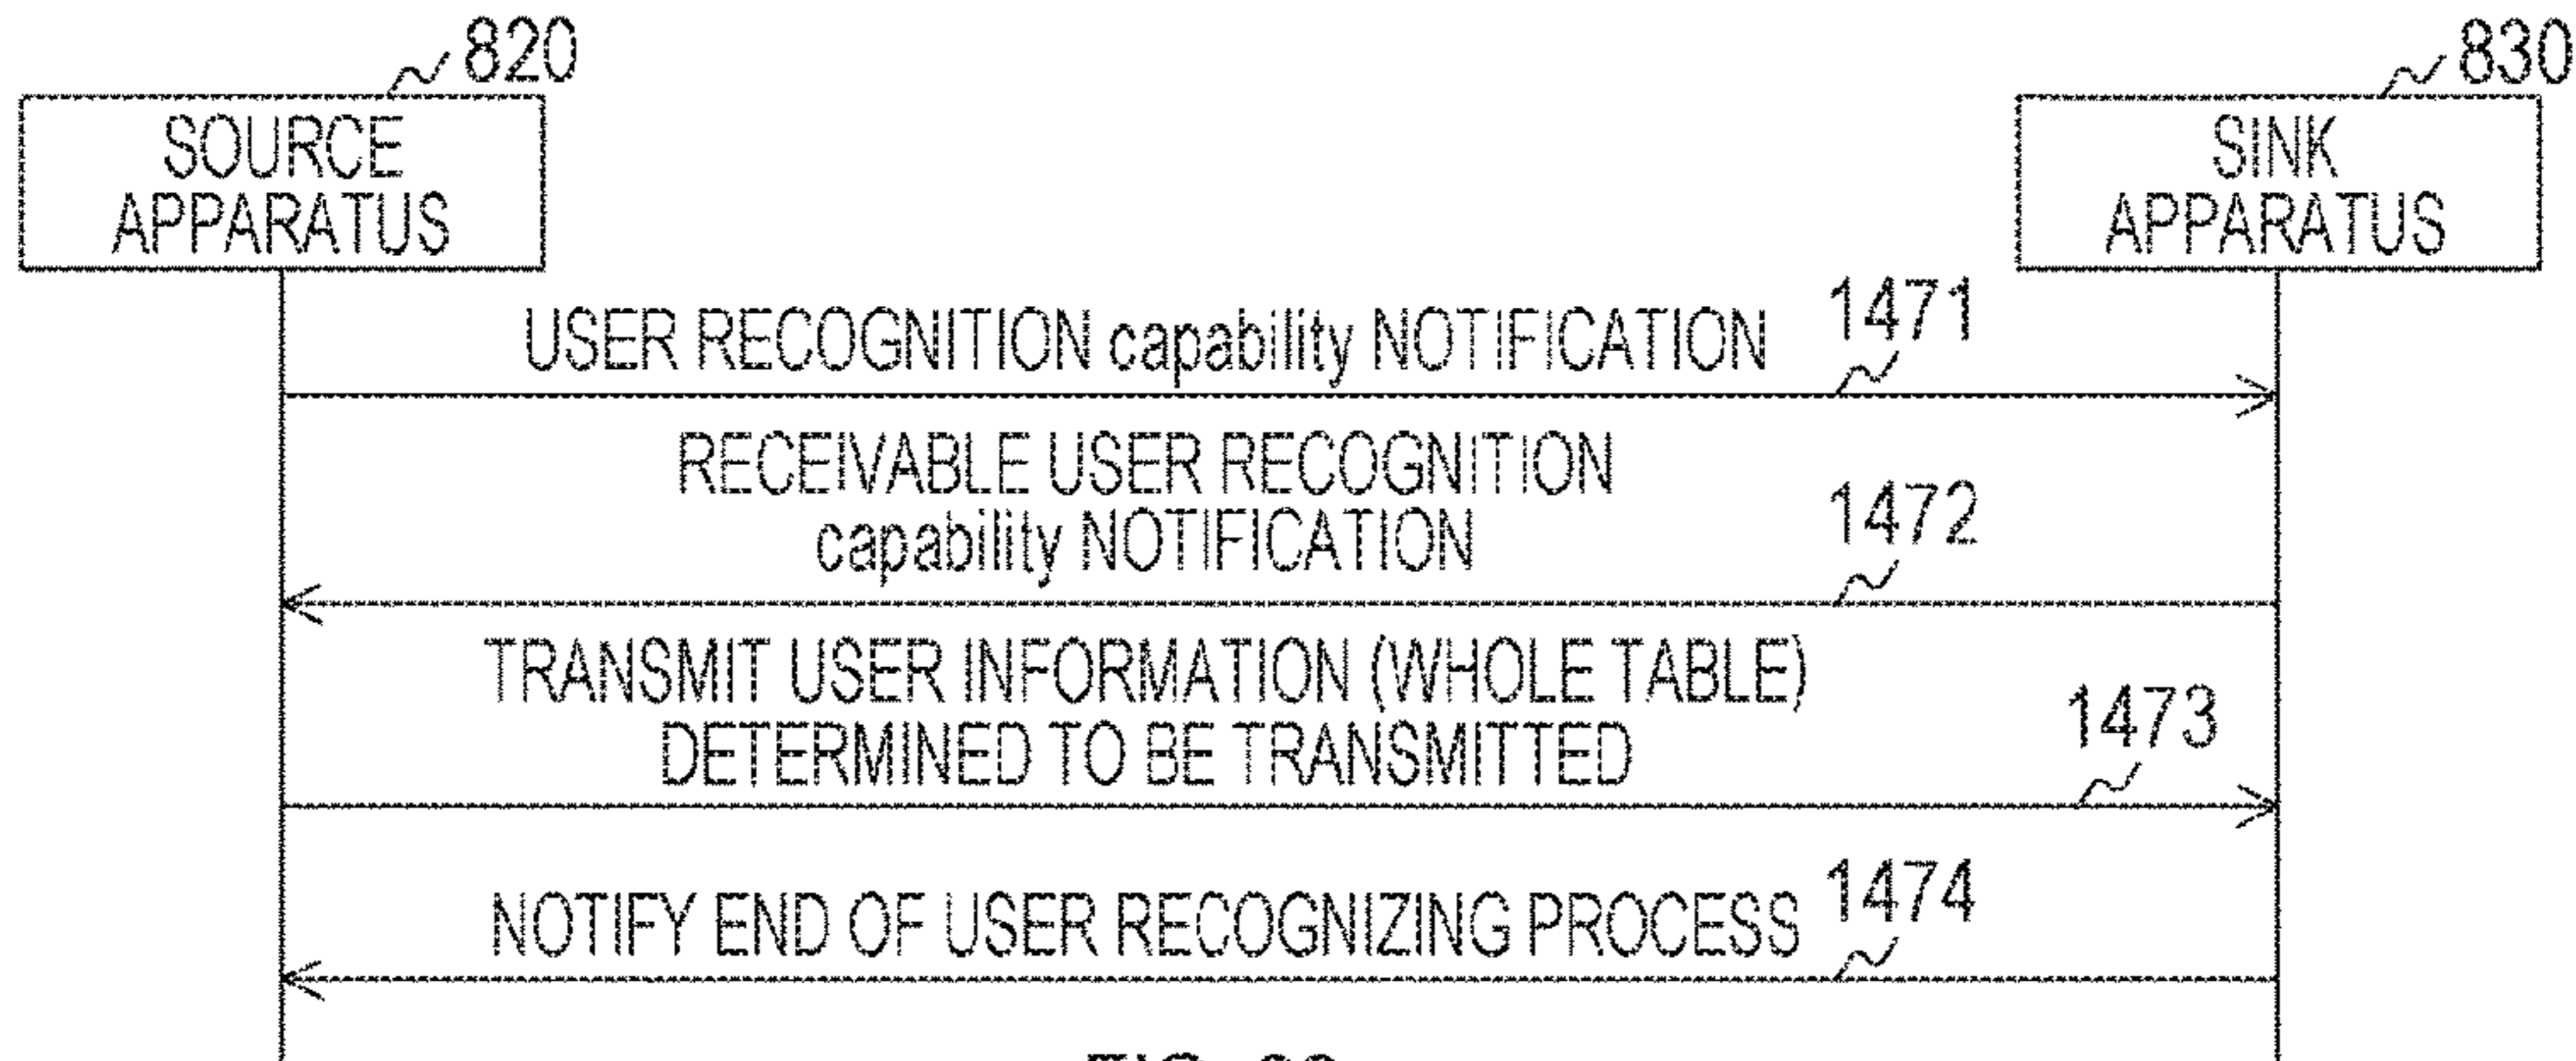 820
830
SOURCE
APPARATUS
SINK
APPARATUS
USER RECOGNITION capability NOTIFICATION
1471
RECEIVABLE USER RECOGNITION
capability NOTIFICATION
1472
TRANSMIT USER INFORMATION (WHOLE TABLE)
DETERMINED TO BE TRANSMITTED
1473
NOTIFY END OF USER RECOGNIZING PROCESS
1474